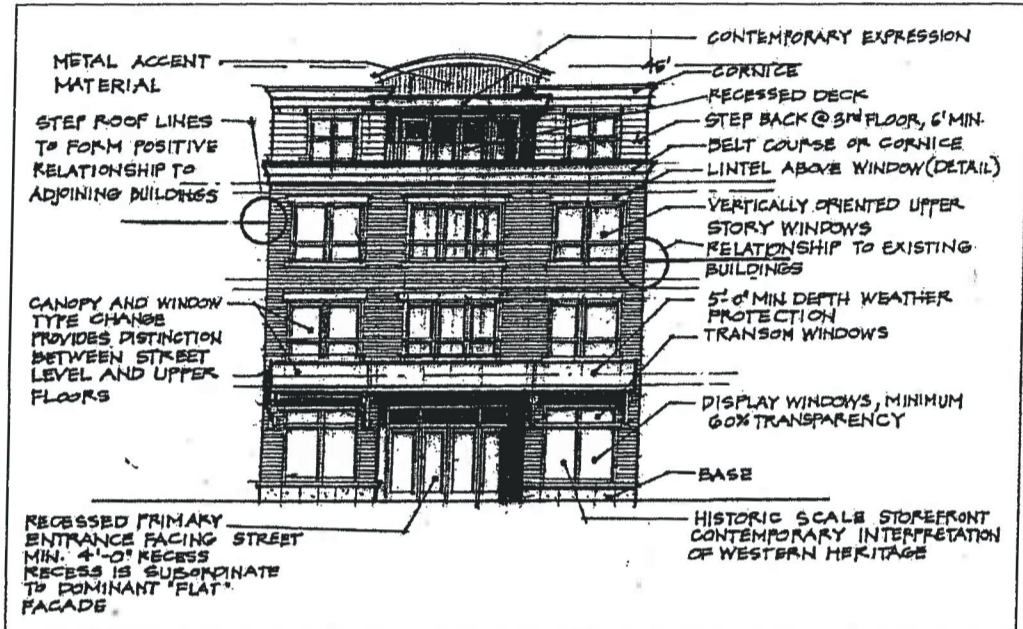 METAL ACCENT
MATERIAL
STEP ROOF LINES
TO FORM POSITIVE
RELATIONSHIP TO
ADJOINING BUILDINGS
CANOPY AND WINDOW
TYPE CHANGE
PROVIDES DISTINCTION
BETWEEN STREET
LEVEL AND UPPER
FLOORS
RECESSED PRIMARY
ENTRANCE FACING STREET
MIN. 4'-0" RECESS
RECESS IS SUBORDINATE
TO DOMINANT "FLAT"
FACADE
CONTEMPORARY EXPRESSION
45'
CORNICE
RECESSED DECK
STEP BACK @ 3rd FLOOR, 6' MIN.
BELT COURSE OR CORNICE
LINTEL ABOVE WINDOW (DETAIL)
VERTICALLY ORIENTED UPPER
STORY WINDOWS
RELATIONSHIP TO EXISTING
BUILDINGS
5'-0" MIN DEPTH WEATHER
PROTECTION
TRANSOM WINDOWS
DISPLAY WINDOWS, MINIMUM
60% TRANSPARENCY
BASE
HISTORIC SCALE STOREFRONT
CONTEMPORARY INTERPRETATION
OF WESTERN HERITAGE